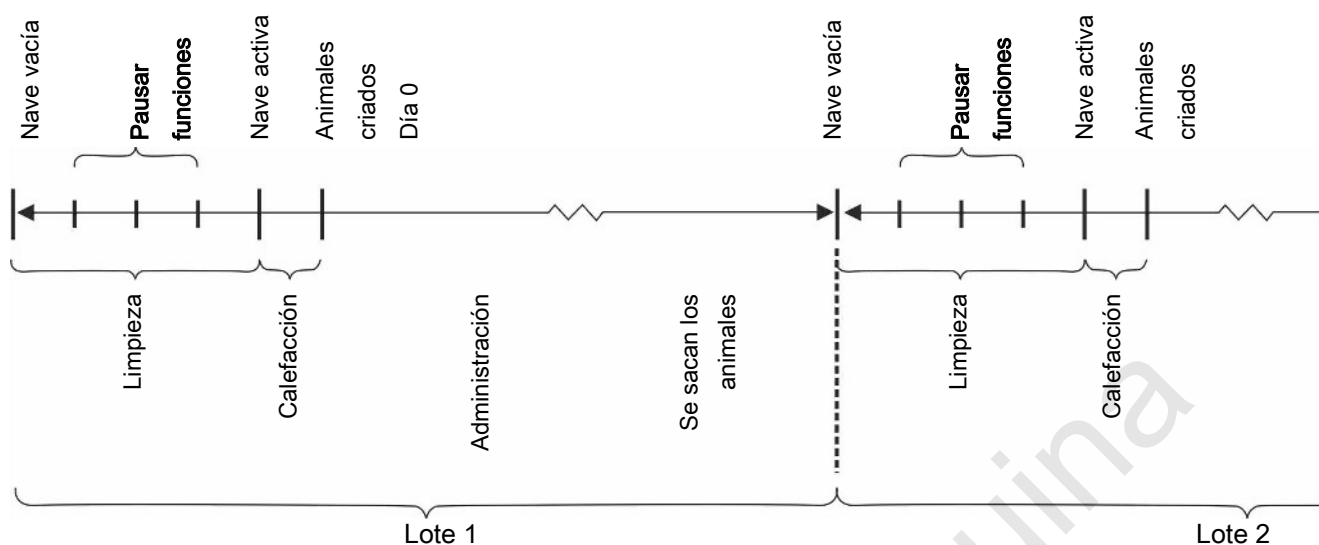 Nave vacía
Pausar
funciones
Nave activa
Animales
criados
Día 0
Nave vacía
Pausar
funciones
Nave activa
Animales
criados
Limpieza
Calefacción
Administración
Se sacan los
animales
Limpieza
Calefacción
Lote 1
Lote 2